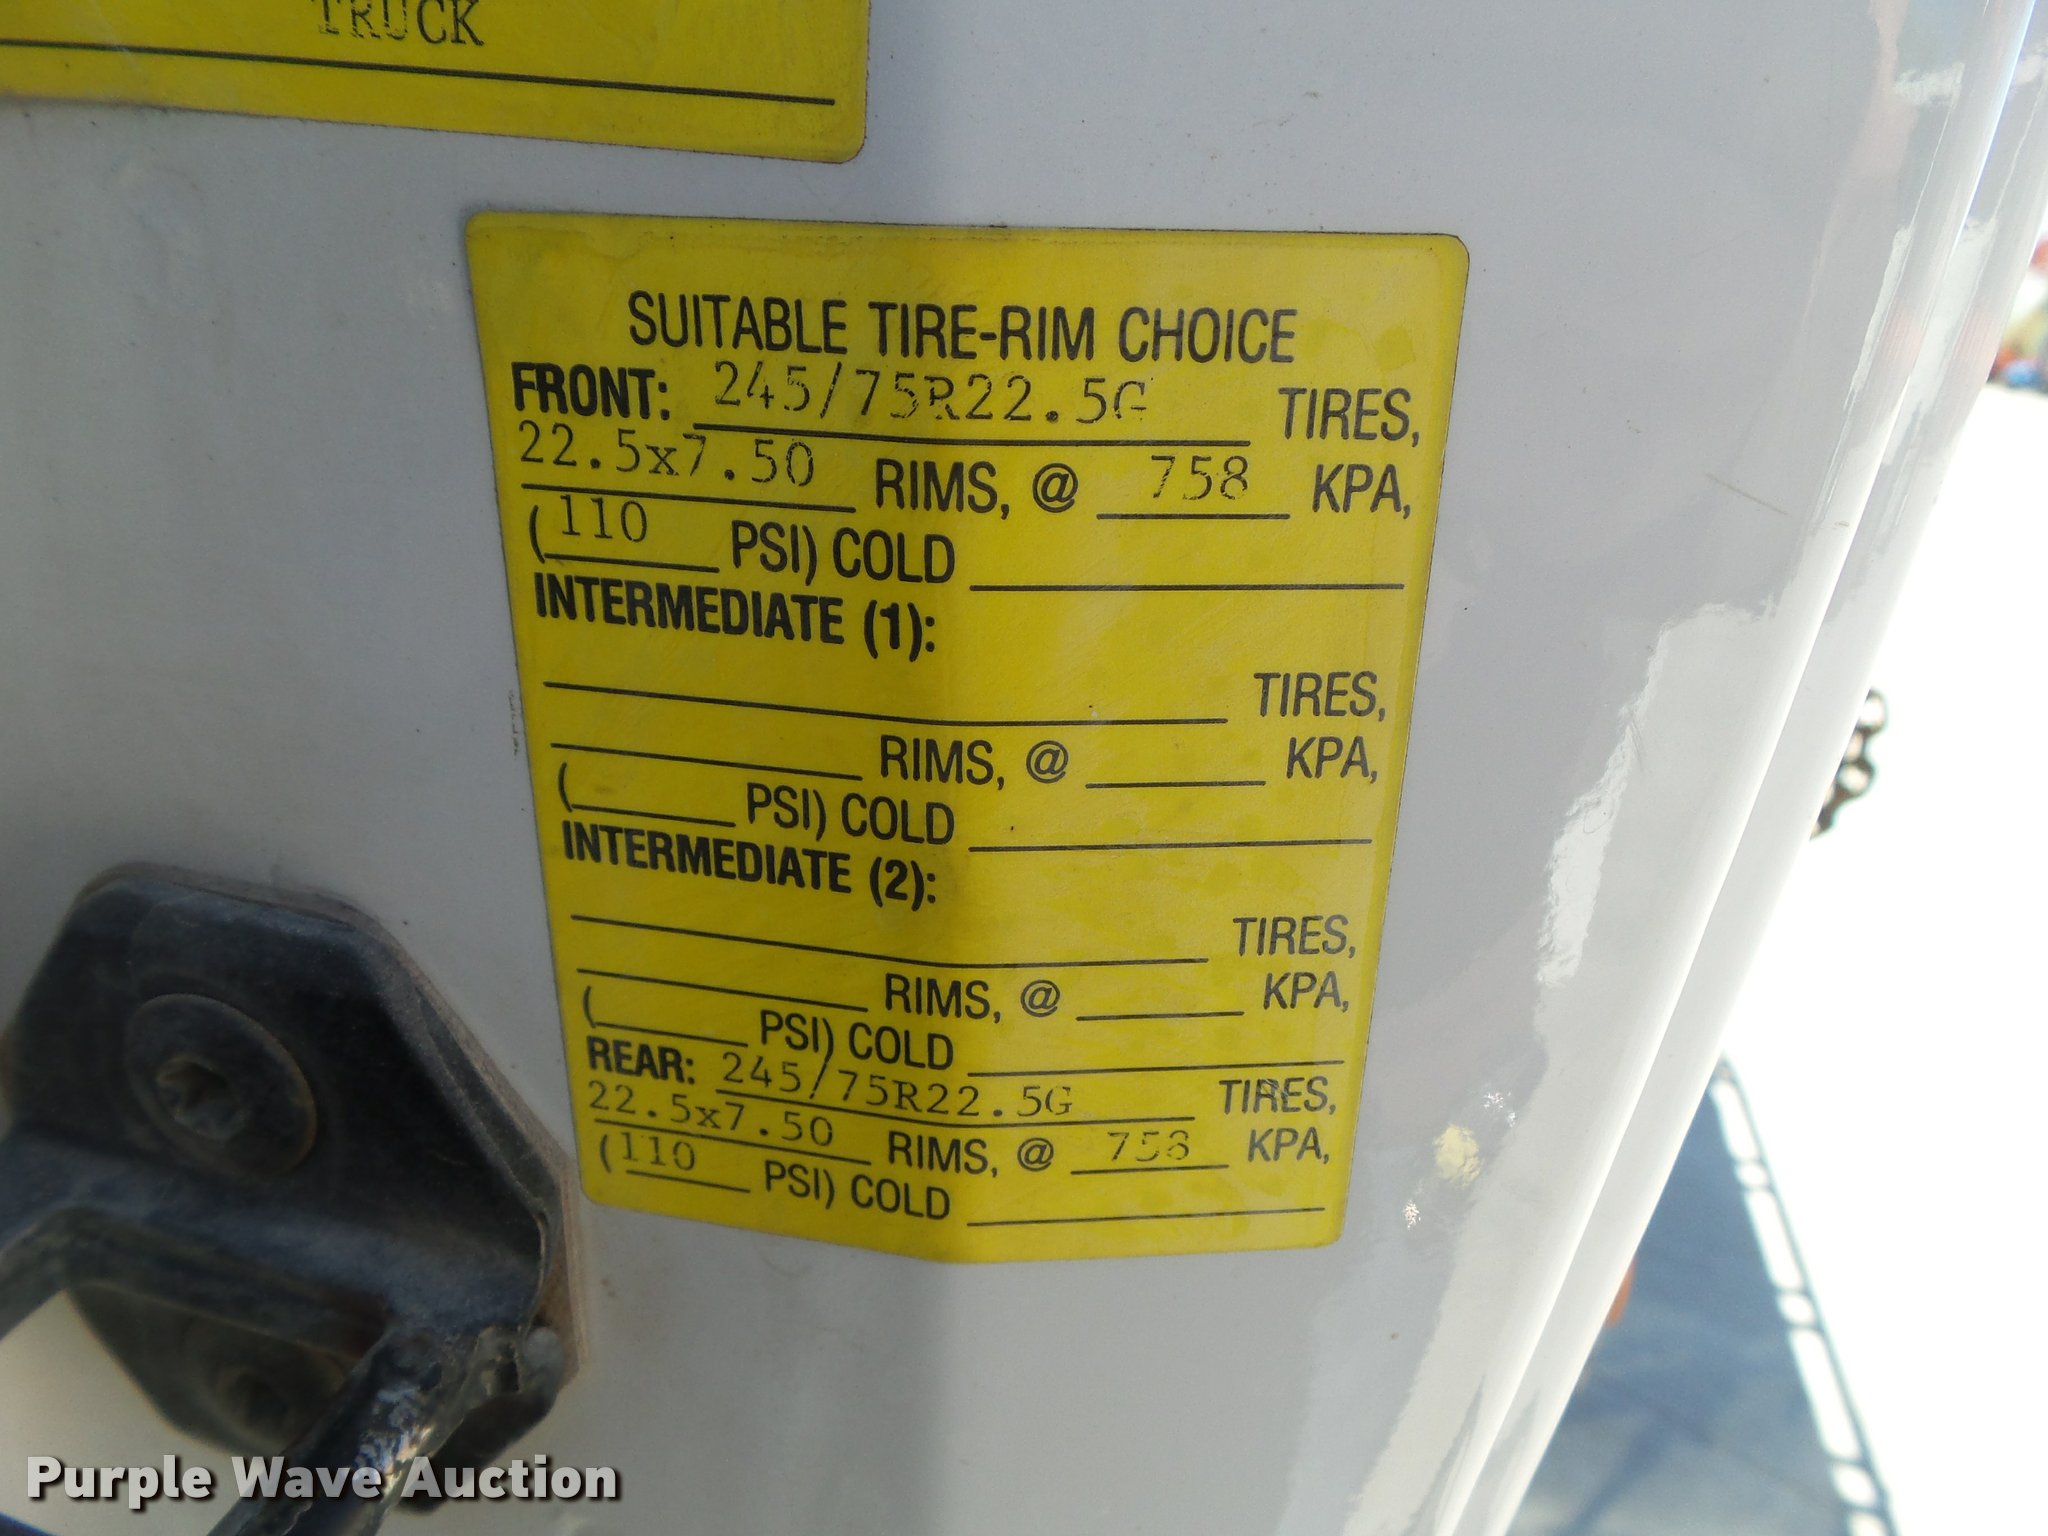 TRUCK
SUITABLE TIRE-RIM CHOICE
FRONT: 245/75R22.5G TIRES,
22.5x7.50 RIMS, @ 758 KPA,
(110 PSI) COLD
INTERMEDIATE (1):
TIRES,
RIMS, @ KPA,
( PSI) COLD
INTERMEDIATE (2):
TIRES,
RIMS, @ KPA,
( PSI) COLD
REAR: 245/75R22.5G TIRES,
22.5x7.50 RIMS, @ 758 KPA,
(110 PSI) COLD
Purple Wave Auction